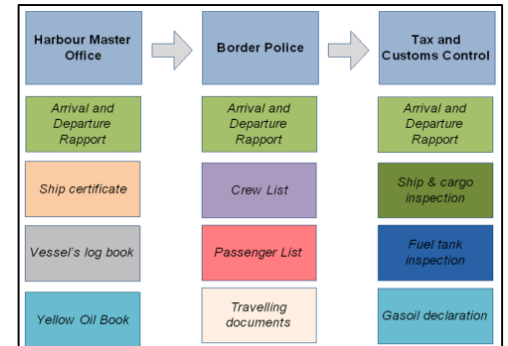 Harbour Master
Office
Border Police
Tax and
Customs Control
Arrival and
Departure
Rapport
Arrival and
Departure
Rapport
Arrival and
Departure
Rapport
Ship certificate
Crew List
Ship & cargo
inspection
Vessel's log book
Passenger List
Fuel tank
inspection
Yellow Oil Book
Travelling
documents
Gasoil declaration